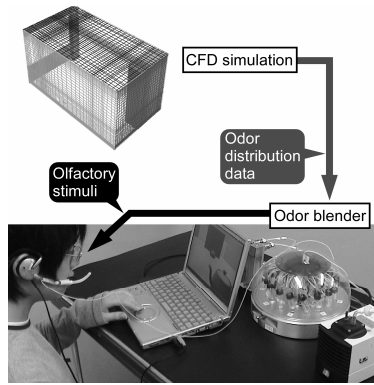 CFD simulation
Odor
distribution
data
Olfactory
stimuli
Odor blender